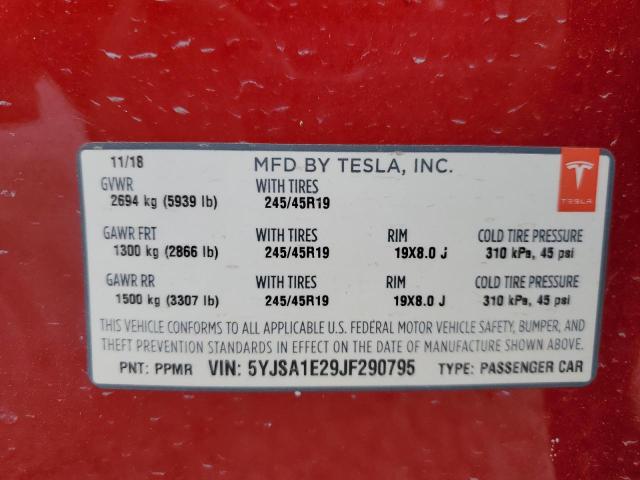 11/18 MFD BY TESLA, INC.
GVWR WITH TIRES
2694 kg (5939 lb) 245/45R19
TESLA
GAWR FRT WITH TIRES RIM COLD TIRE PRESSURE
1300 kg (2866 lb) 245/45R19 19X8.0 J 310 kPa, 45 psi
GAWR RR WITH TIRES RIM COLD TIRE PRESSURE
1500 kg (3307 lb) 245/45R19 19X8.0 J 310 kPa, 45 psi
THIS VEHICLE CONFORMS TO ALL APPLICABLE U.S. FEDERAL MOTOR VEHICLE SAFETY, BUMPER, AND
THEFT PREVENTION STANDARDS IN EFFECT ON THE DATE OF MANUFACTURE SHOWN ABOVE.
PNT: PPMR VIN: 5YJSA1E29JF290795 TYPE: PASSENGER CAR